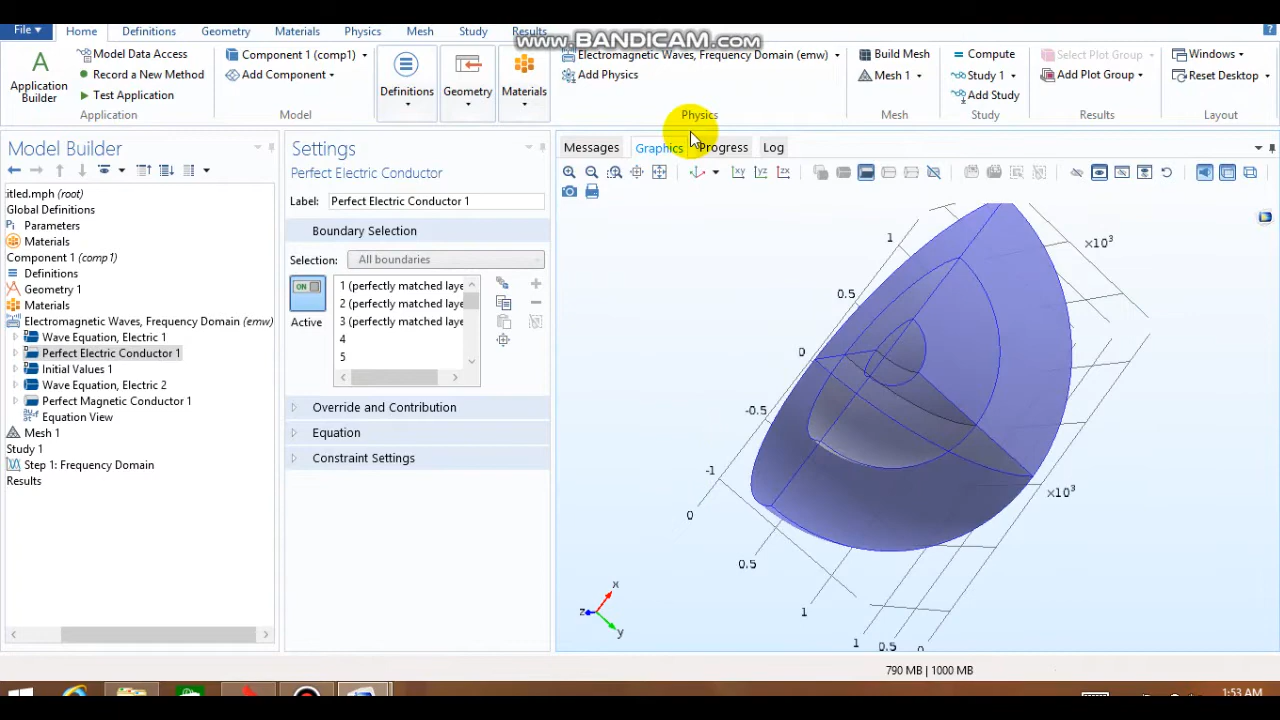 www.BANDICAM.com
File
Home
Definitions
Geometry
Materials
Physics
Mesh
Study
Results
Application Builder
Model Data Access
Record a New Method
Test Application
Application
Component 1 (comp1)
Add Component
Model
Definitions
Geometry
Materials
Electromagnetic Waves, Frequency Domain (emw)
Add Physics
Physics
Build Mesh
Mesh 1
Mesh
Compute
Study 1
Add Study
Study
Select Plot Group
Add Plot Group
Results
Windows
Reset Desktop
Layout
Model Builder
itled.mph (root)
Global Definitions
Pi Parameters
Materials
Component 1 (comp1)
Definitions
Geometry 1
Materials
Electromagnetic Waves, Frequency Domain (emw)
Wave Equation, Electric 1
Perfect Electric Conductor 1
Initial Values 1
Wave Equation, Electric 2
Perfect Magnetic Conductor 1
Equation View
Mesh 1
Study 1
Step 1: Frequency Domain
Results
Settings
Perfect Electric Conductor
Label: Perfect Electric Conductor 1
Boundary Selection
Selection: All boundaries
ON
Active
1 (perfectly matched laye
2 (perfectly matched laye
3 (perfectly matched laye
4
5
Override and Contribution
Equation
Constraint Settings
Messages Graphics Progress Log
xy yz zx
1
×10³
0.5
0
-0.5
-1
×10³
0
0.5
1
1
0.5
0
x
z
y
790 MB | 1000 MB
1:53 AM